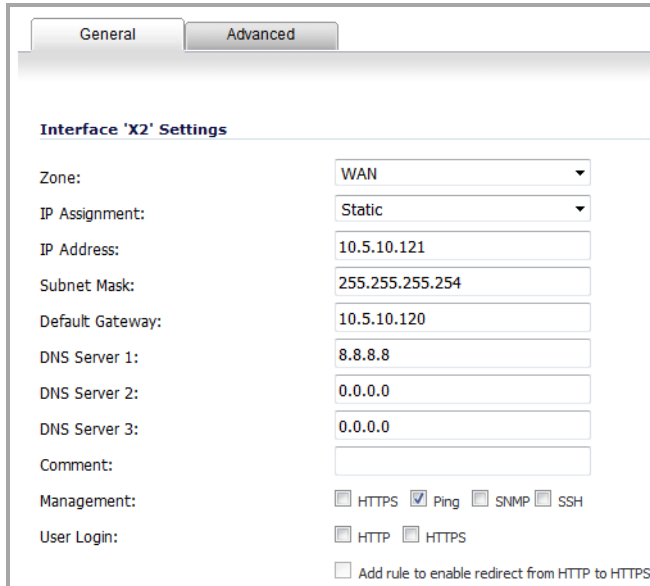 General Advanced
Interface 'X2' Settings
Zone: WAN
IP Assignment: Static
IP Address: 10.5.10.121
Subnet Mask: 255.255.255.254
Default Gateway: 10.5.10.120
DNS Server 1: 8.8.8.8
DNS Server 2: 0.0.0.0
DNS Server 3: 0.0.0.0
Comment:
Management: HTTPS Ping SNMP SSH
User Login: HTTP HTTPS
Add rule to enable redirect from HTTP to HTTPS